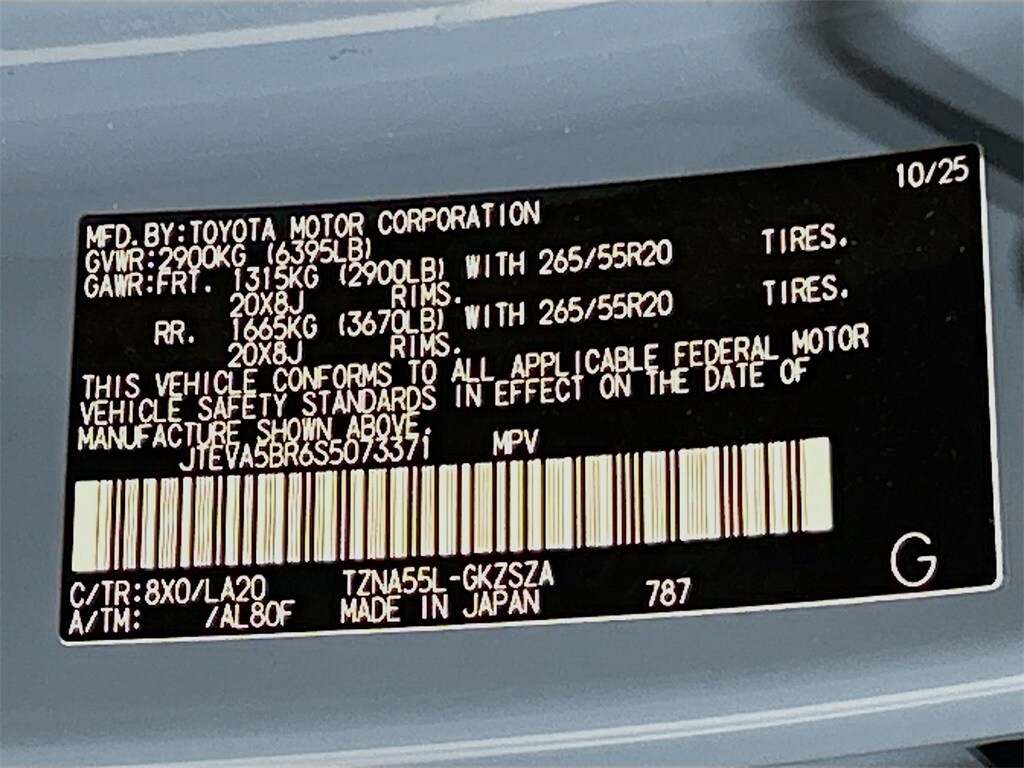 10/25
MFD.BY:TOYOTA MOTOR CORPORATION
GVWR:2900KG (6395LB)
GAWR:FRT. 1315KG (2900LB) WITH 265/55R20 TIRES.
20X8J RIMS.
RR. 1665KG (3670LB) WITH 265/55R20 TIRES.
20X8J RIMS.
THIS VEHICLE CONFORMS TO ALL APPLICABLE FEDERAL MOTOR
VEHICLE SAFETY STANDARDS IN EFFECT ON THE DATE OF
MANUFACTURE SHOWN ABOVE.
JTEVA5BR6S5073371 MPV
C/TR:8X0/LA20 TZNA55L-GKZSZA
A/TM: /AL80F MADE IN JAPAN 787
G